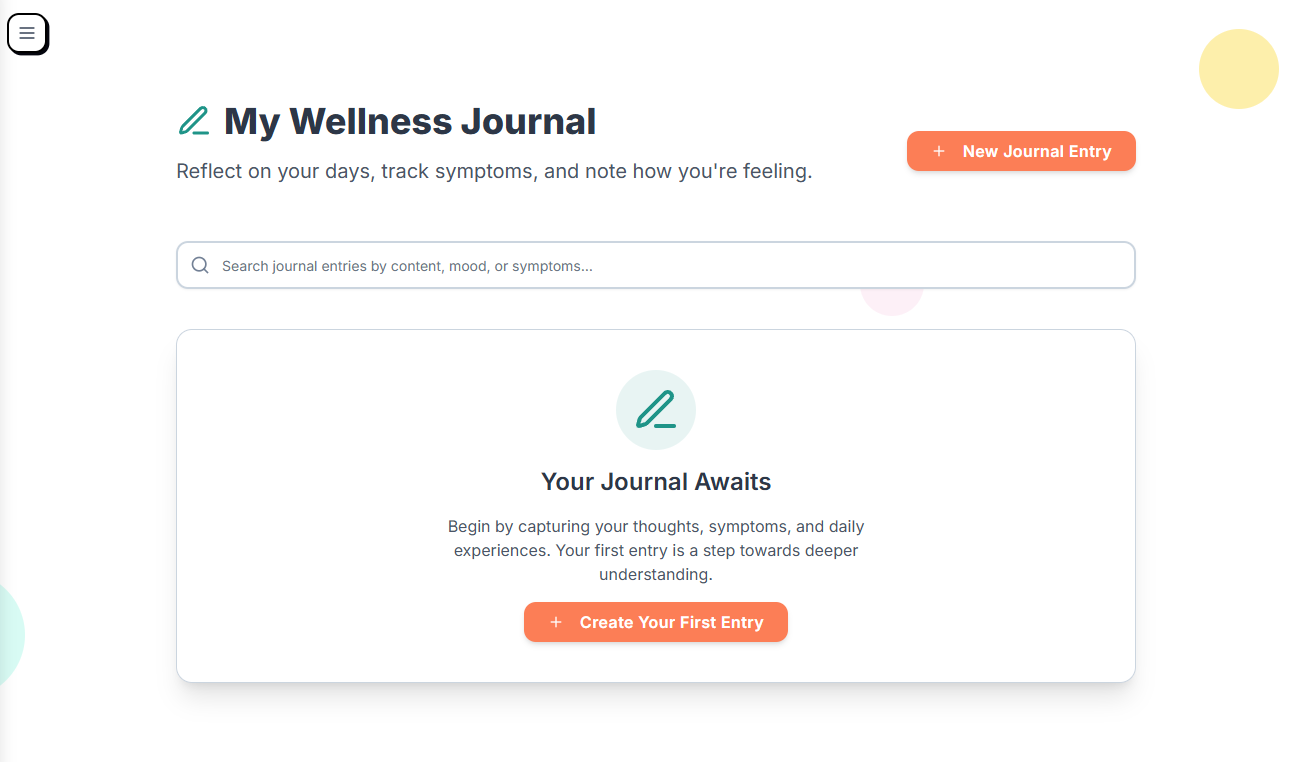 My Wellness Journal
Reflect on your days, track symptoms, and note how you're feeling.
New Journal Entry
Search journal entries by content, mood, or symptoms...
Your Journal Awaits
Begin by capturing your thoughts, symptoms, and daily
experiences. Your first entry is a step towards deeper
understanding.
Create Your First Entry